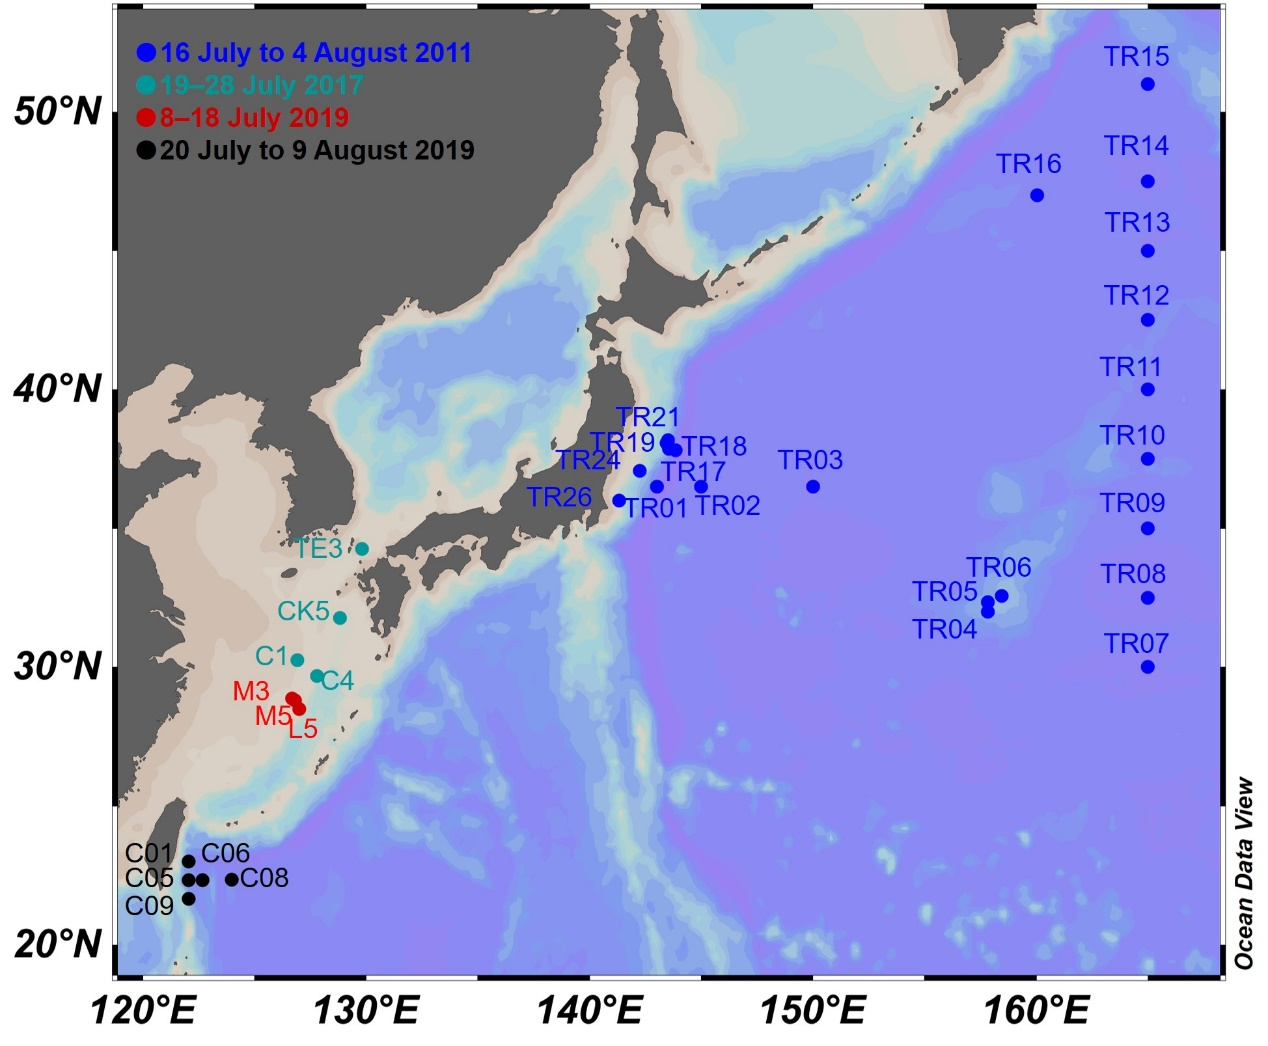 16 July to 4 August 2011
19–28 July 2017
8–18 July 2019
20 July to 9 August 2019
50°N
40°N
30°N
20°N
120°E
130°E
140°E
150°E
160°E
TR15
TR14
TR16
TR13
TR12
TR11
TR21
TR19
TR18
TR10
TR24
TR17
TR03
TR26
TR01
TR02
TR09
TE3
TR06
TR08
TR05
CK5
TR04
TR07
C1
C4
M3
M5
L5
C01
C06
C05
C08
C09
Ocean Data View